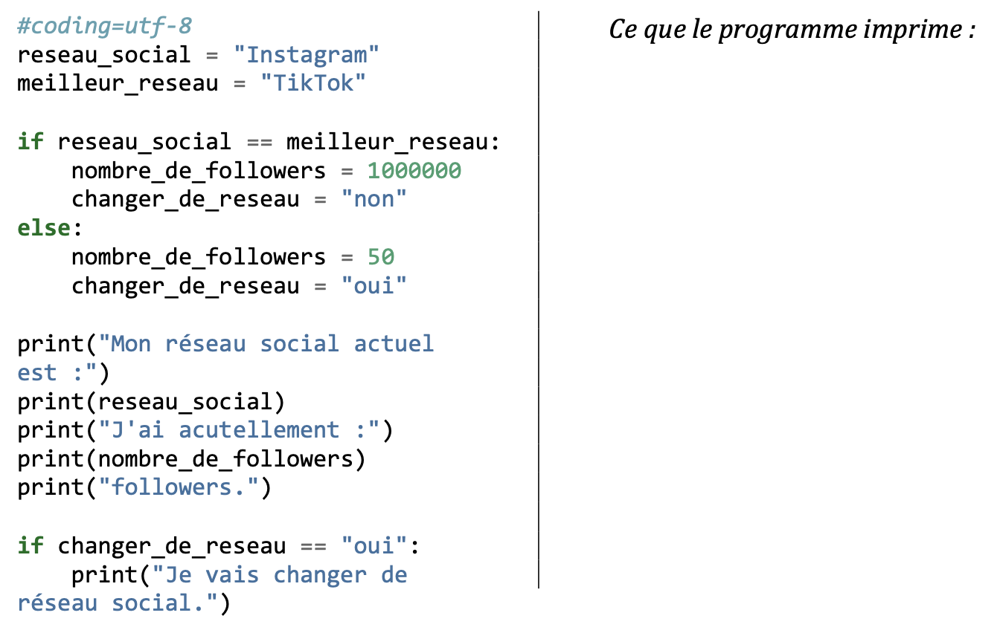 #coding=utf-8
reseau_social = "Instagram"
meilleur_reseau = "TikTok"

if reseau_social == meilleur_reseau:
    nombre_de_followers = 1000000
    changer_de_reseau = "non"
else:
    nombre_de_followers = 50
    changer_de_reseau = "oui"

print("Mon réseau social actuel
est :")
print(reseau_social)
print("J'ai acutellement :")
print(nombre_de_followers)
print("followers.")

if changer_de_reseau == "oui":
    print("Je vais changer de
réseau social.")
Ce que le programme imprime :